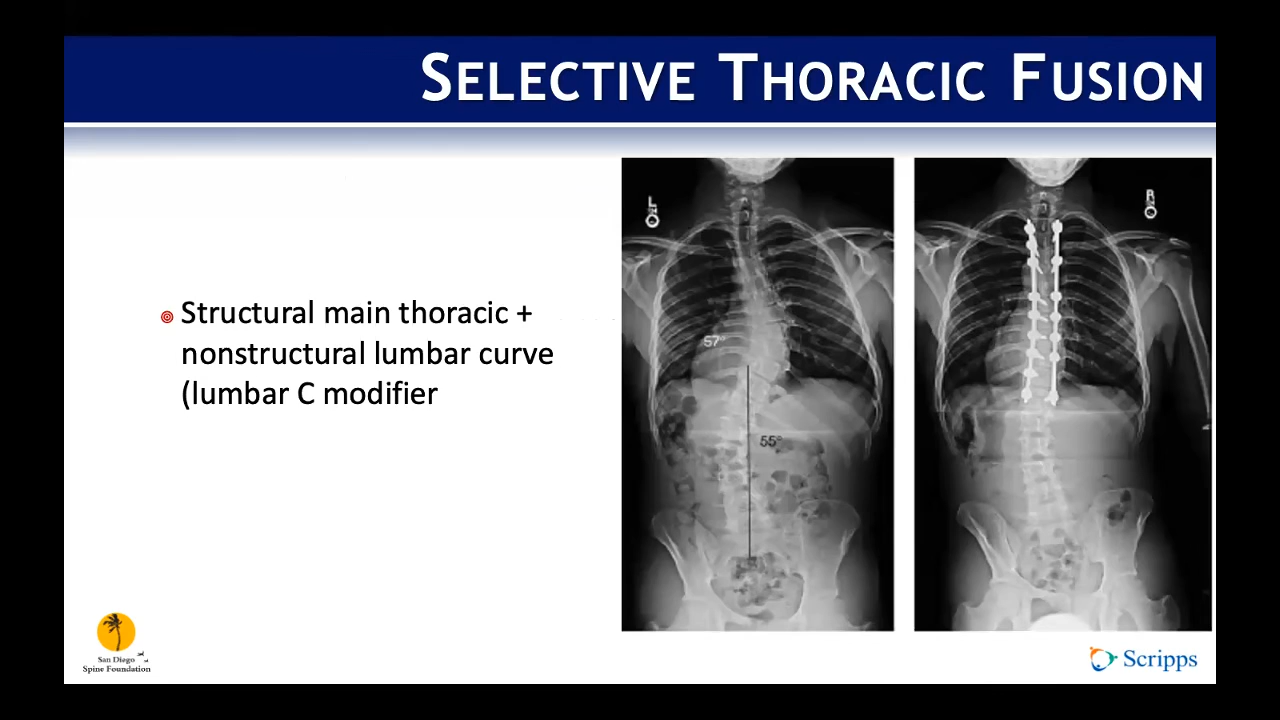 SELECTIVE THORACIC FUSION
Structural main thoracic +
nonstructural lumbar curve
(lumbar C modifier
L
57°
55°
R
San Diego
Spine Foundation
Scripps